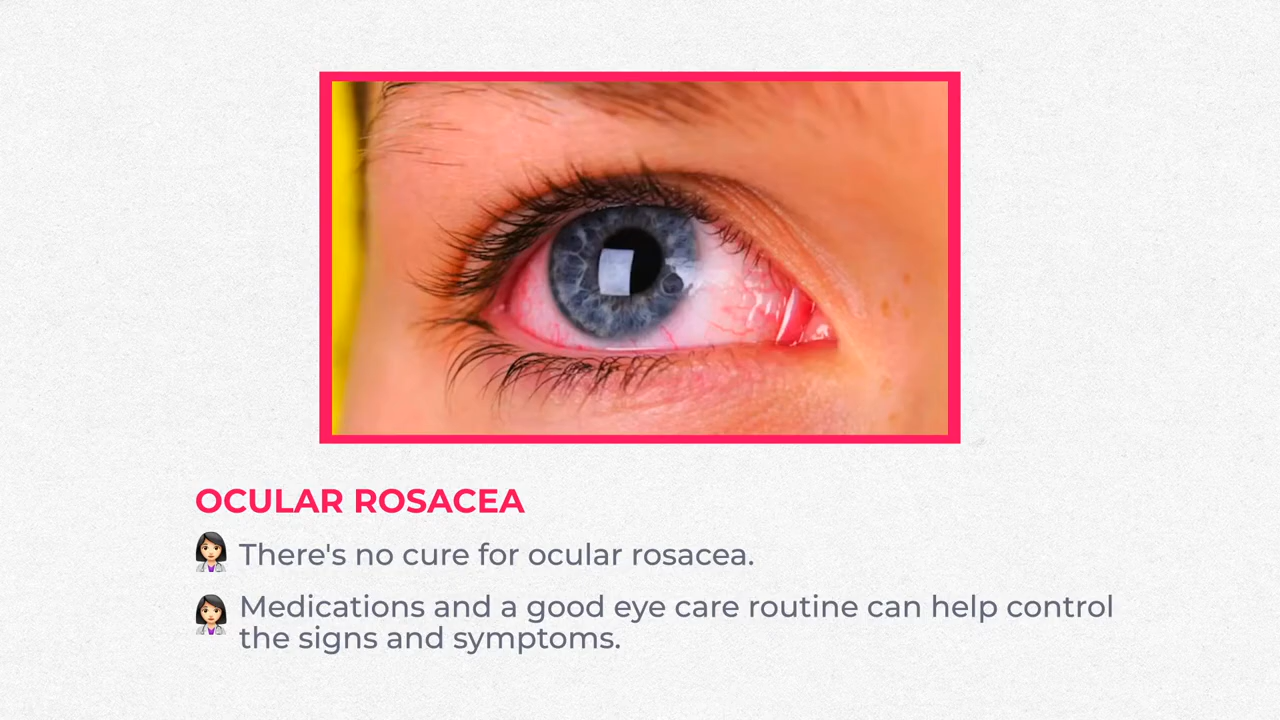 OCULAR ROSACEA
There's no cure for ocular rosacea.
Medications and a good eye care routine can help control
the signs and symptoms.